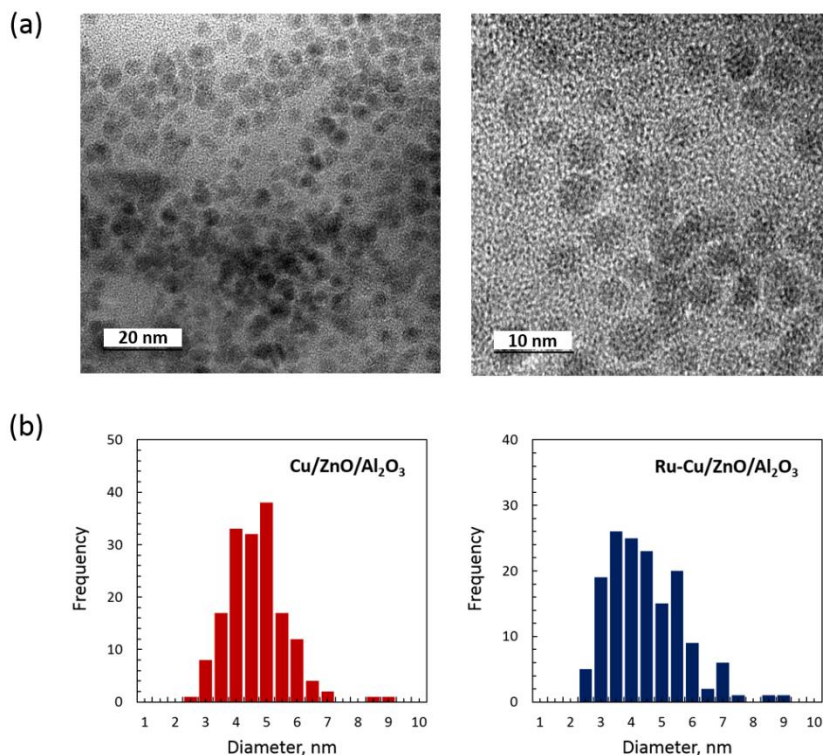 (a)
20 nm
10 nm
(b)
50
40
30
20
10
0
Frequency
Cu/ZnO/Al₂O₃
1 2 3 4 5 6 7 8 9 10
Diameter, nm
40
30
20
10
0
Frequency
Ru-Cu/ZnO/Al₂O₃
1 2 3 4 5 6 7 8 9 10
Diameter, nm